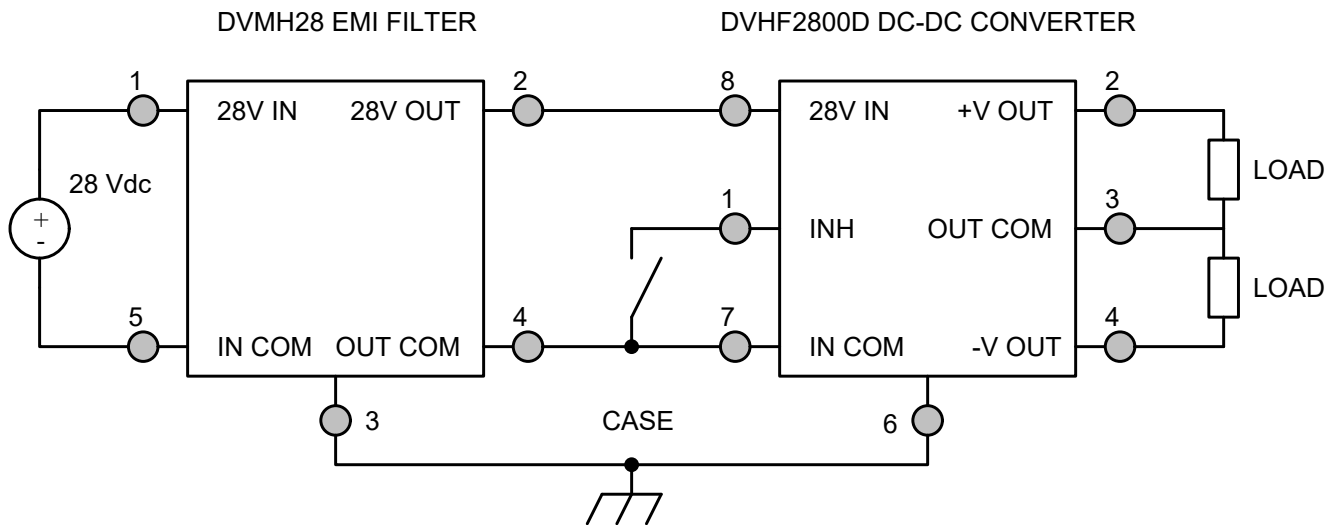 DVMH28 EMI FILTER
DVHF2800D DC-DC CONVERTER
1
2
8
2
28V IN
28V OUT
28V IN
+V OUT
28 Vdc
LOAD
+
-
1
3
INH
OUT COM
LOAD
5
4
7
4
IN COM
OUT COM
IN COM
-V OUT
3
CASE
6